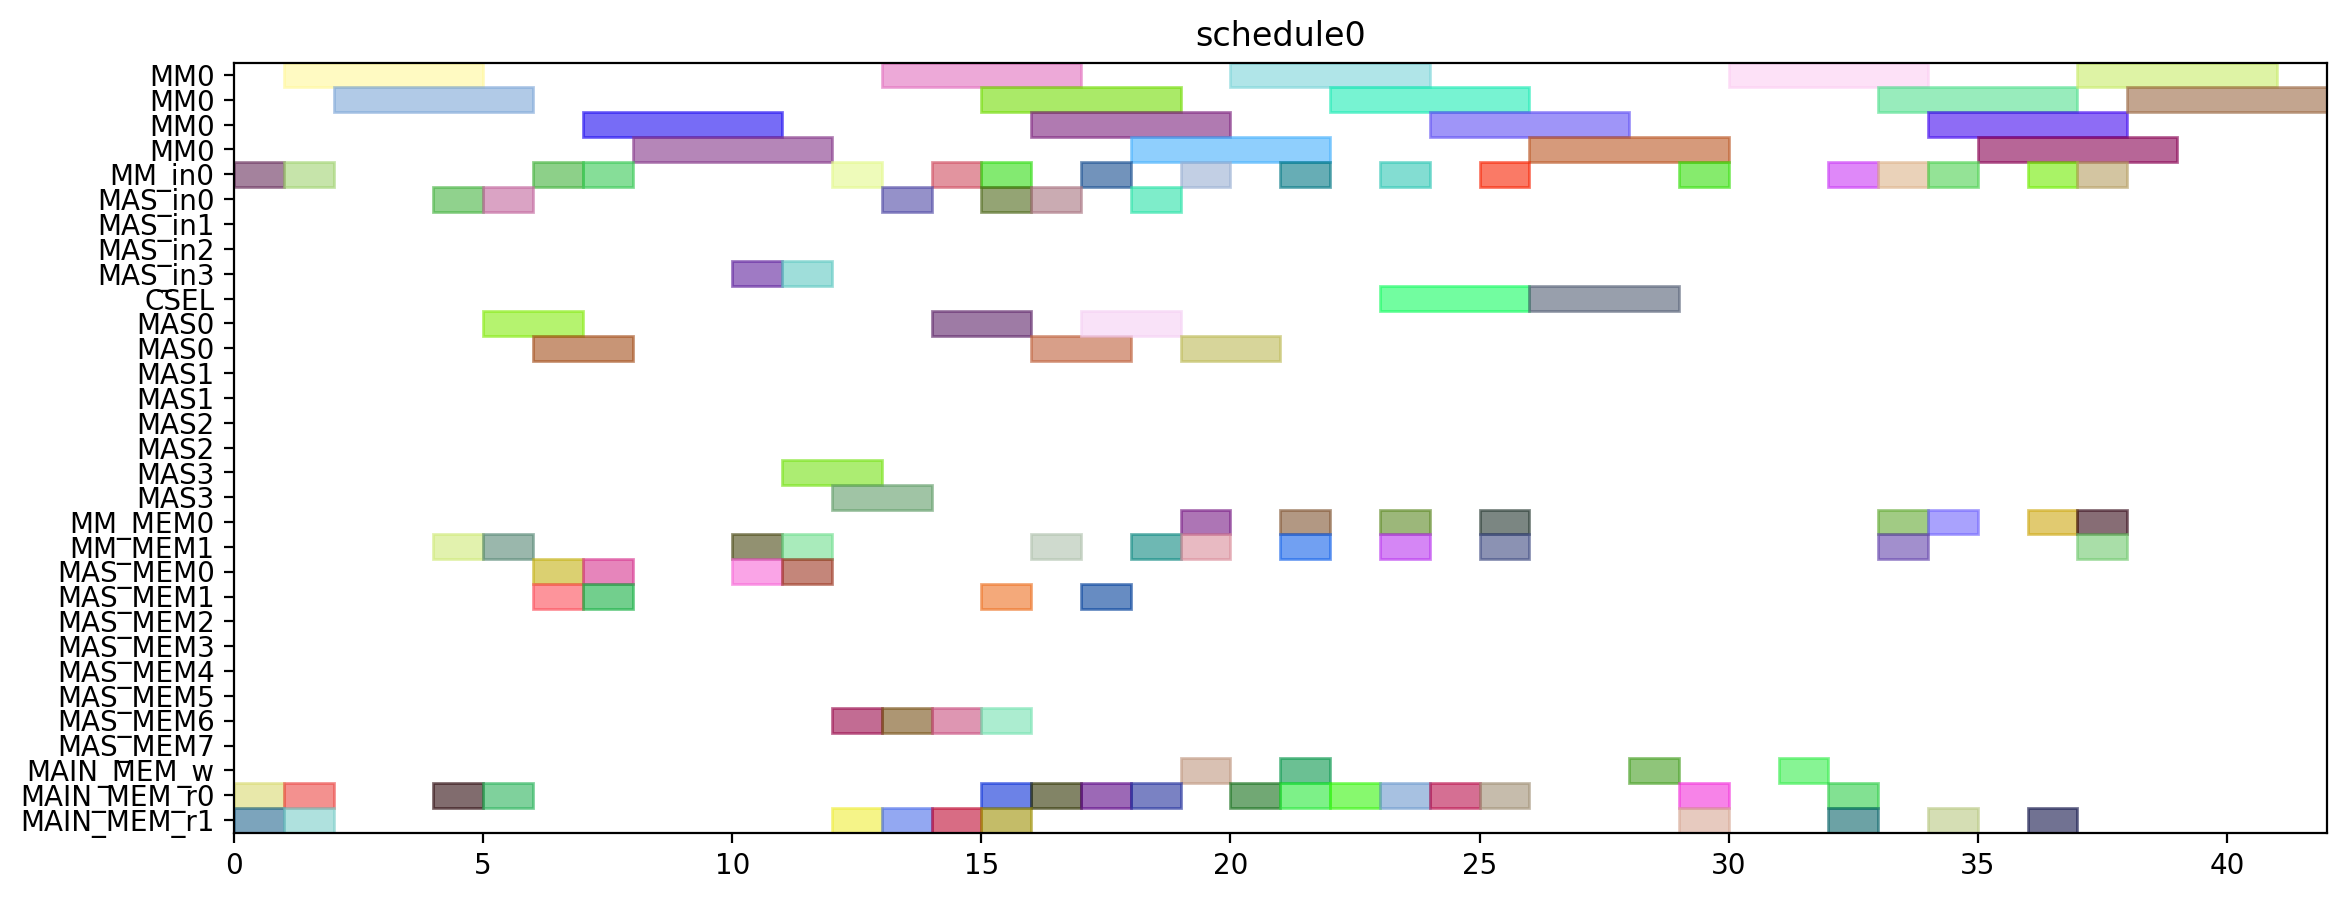 schedule0
MM0
MM0
MM0
MM0
MM_in0
MAS_in0
MAS_in1
MAS_in2
MAS_in3
CSEL
MAS0
MAS0
MAS1
MAS1
MAS2
MAS2
MAS3
MAS3
MM_MEM0
MM_MEM1
MAS_MEM0
MAS_MEM1
MAS_MEM2
MAS_MEM3
MAS_MEM4
MAS_MEM5
MAS_MEM6
MAS_MEM7
MAIN_MEM_w
MAIN_MEM_r0
MAIN_MEM_r1
0 5 10 15 20 25 30 35 40